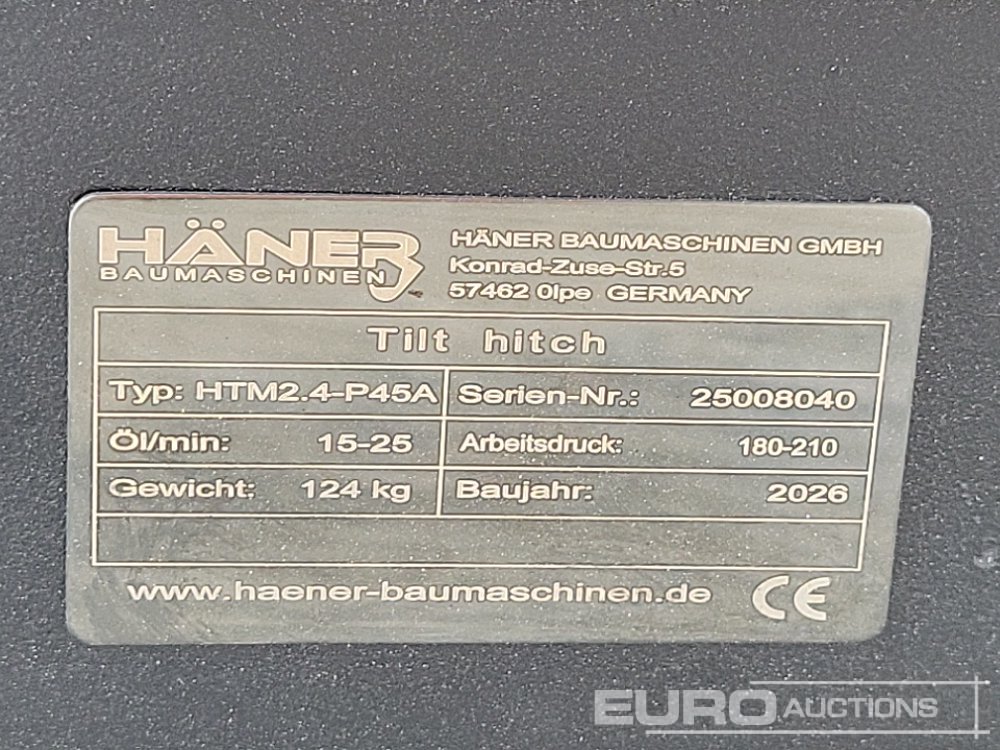 HÄNER
BAUMASCHINEN
HÄNER BAUMASCHINEN GMBH
Konrad-Zuse-Str.5
57462 Olpe GERMANY
Tilt hitch
Typ: HTM2.4-P45A
Serien-Nr.: 25008040
Öl/min: 15-25
Arbeitsdruck: 180-210
Gewicht: 124 kg
Baujahr: 2026
www.haener-baumaschinen.de
CE
EURO AUCTIONS